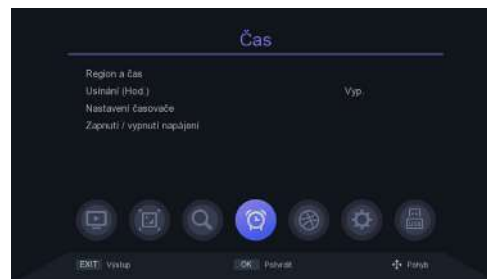 Čas
Region a čas
Usínání (Hod.) Vyp.
Nastavení časovače
Zapnutí / vypnutí napájení
EXIT Výstup OK Potvrdit Pohyb